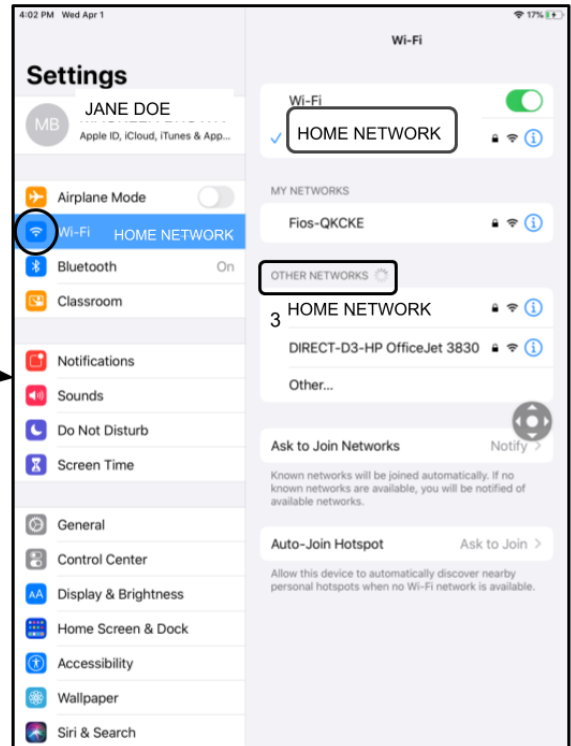 4:02 PM Wed Apr 1
17%
Settings
MB
JANE DOE
Apple ID, iCloud, iTunes & App...
Airplane Mode
Wi-Fi HOME NETWORK
Bluetooth On
Classroom
Notifications
Sounds
Do Not Disturb
Screen Time
General
Control Center
AA Display & Brightness
Home Screen & Dock
Accessibility
Wallpaper
Siri & Search
Wi-Fi
Wi-Fi
HOME NETWORK
MY NETWORKS
Fios-QKCKE
OTHER NETWORKS
3 HOME NETWORK
DIRECT-D3-HP OfficeJet 3830
Other...
Ask to Join Networks Notify
Known networks will be joined automatically. If no
known networks are available, you will be notified of
available networks.
Auto-Join Hotspot Ask to Join
Allow this device to automatically discover nearby
personal hotspots when no Wi-Fi network is available.